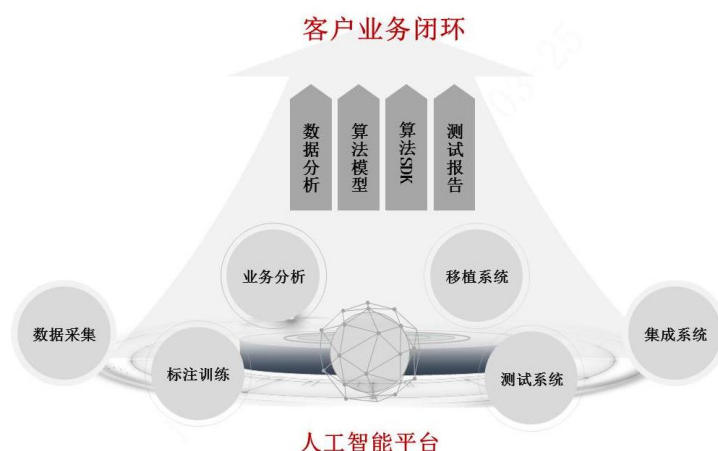 客户业务闭环
数据分析
算法模型
算法SDK
测试报告
业务分析
移植系统
数据采集
标注训练
测试系统
集成系统
人工智能平台